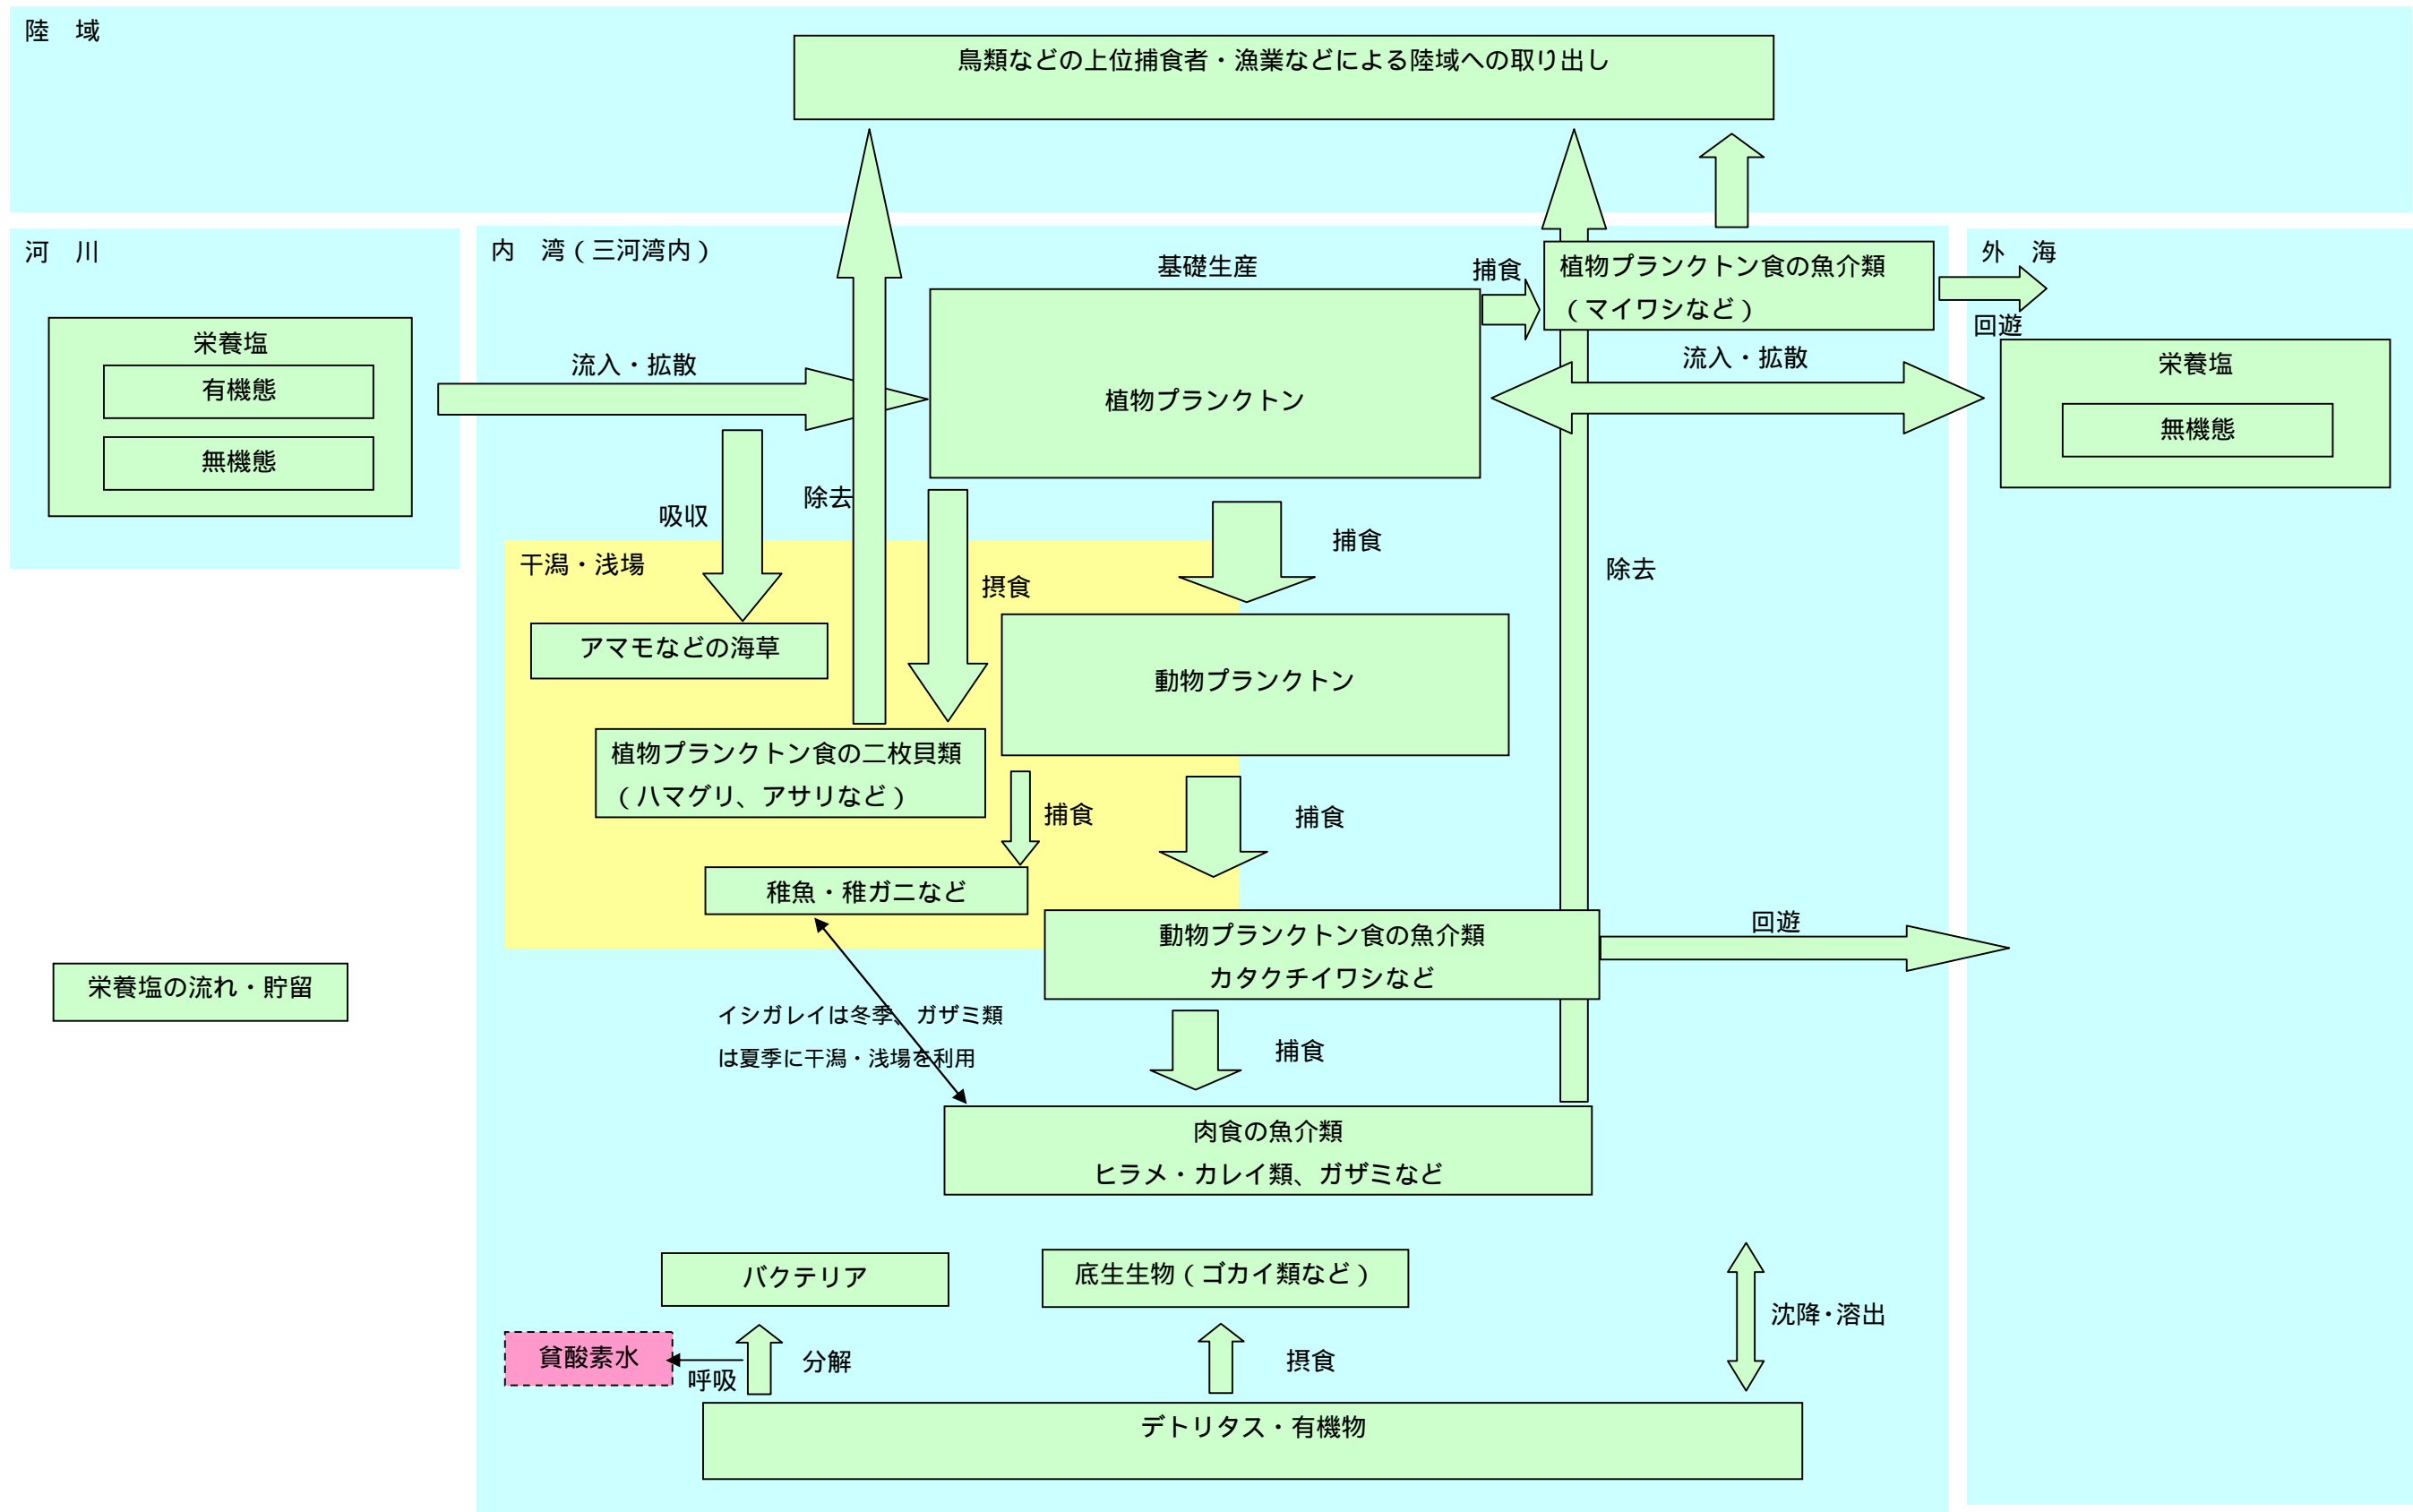 陸　域
鳥類などの上位捕食者・漁業などによる陸域への取り出し
河　川
栄養塩
有機態
無機態
内　湾（三河湾内）
基礎生産
捕食
植物プランクトン食の魚介類
（マイワシなど）
外　海
回遊
流入・拡散
植物プランクトン
流入・拡散
栄養塩
無機態
吸収
除去
捕食
除去
干潟・浅場
摂食
アマモなどの海草
動物プランクトン
植物プランクトン食の二枚貝類
（ハマグリ、アサリなど）
捕食
捕食
稚魚・稚ガニなど
動物プランクトン食の魚介類
カタクチイワシなど
回遊
栄養塩の流れ・貯留
イシガレイは冬季、ガザミ類
は夏季に干潟・浅場を利用
捕食
肉食の魚介類
ヒラメ・カレイ類、ガザミなど
バクテリア
底生生物（ゴカイ類など）
沈降・溶出
貧酸素水
呼吸
分解
摂食
デトリタス・有機物